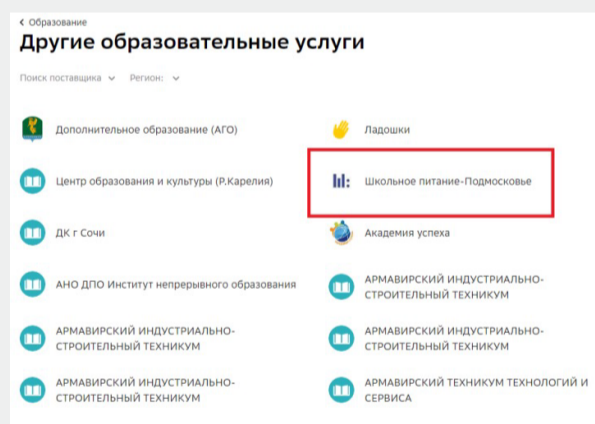 ‹ Образование
Другие образовательные услуги
Поиск поставщика
Регион:
Дополнительное образование (АГО)
Ладошки
Центр образования и культуры (Р.Карелия)
Школьное питание-Подмосковье
ДК г Сочи
Академия успеха
АНО ДПО Институт непрерывного образования
АРМАВИРСКИЙ ИНДУСТРИАЛЬНО-
СТРОИТЕЛЬНЫЙ ТЕХНИКУМ
АРМАВИРСКИЙ ИНДУСТРИАЛЬНО-
СТРОИТЕЛЬНЫЙ ТЕХНИКУМ
АРМАВИРСКИЙ ИНДУСТРИАЛЬНО-
СТРОИТЕЛЬНЫЙ ТЕХНИКУМ
АРМАВИРСКИЙ ИНДУСТРИАЛЬНО-
СТРОИТЕЛЬНЫЙ ТЕХНИКУМ
АРМАВИРСКИЙ ТЕХНИКУМ ТЕХНОЛОГИЙ И
СЕРВИСА